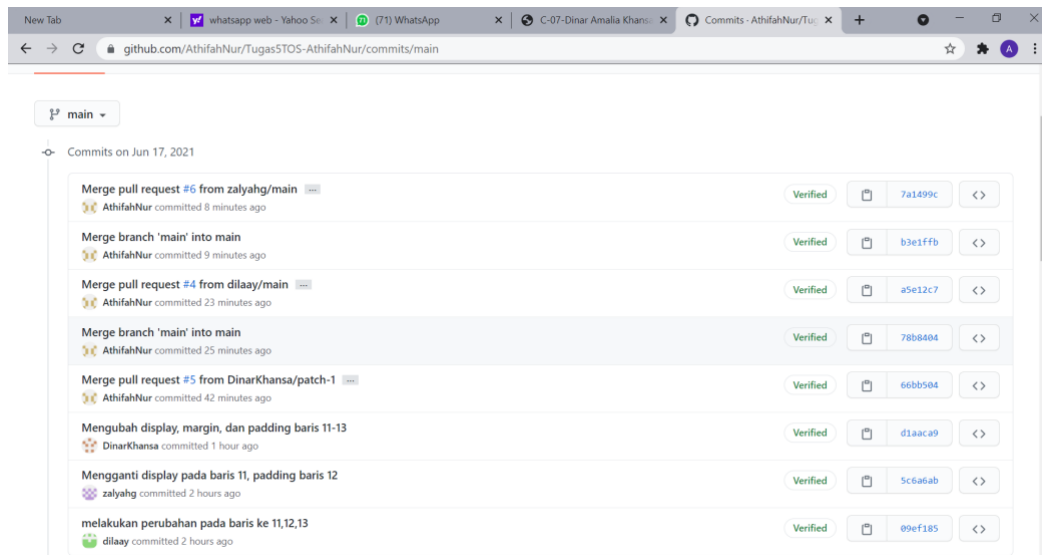 New Tab
whatsapp web - Yahoo Se
(71) WhatsApp
C-07-Dinar Amalia Khans
Commits · AthifahNur/Tug
github.com/AthifahNur/TugasSTOS-AthifahNur/commits/main
A
main
Commits on Jun 17, 2021
Merge pull request #6 from zalyahg/main ...
AthifahNur committed 8 minutes ago
Verified
7a1499c
Merge branch 'main' into main
AthifahNur committed 9 minutes ago
Verified
b3e1ffb
Merge pull request #4 from dilaay/main ...
AthifahNur committed 23 minutes ago
Verified
a5e12c7
Merge branch 'main' into main
AthifahNur committed 25 minutes ago
Verified
78b8404
Merge pull request #5 from DinarKhansa/patch-1 ...
AthifahNur committed 42 minutes ago
Verified
66bb504
Mengubah display, margin, dan padding baris 11-13
DinarKhansa committed 1 hour ago
Verified
d1aaca9
Mengganti display pada baris 11, padding baris 12
zalyahg committed 2 hours ago
Verified
5c6a6ab
melakukan perubahan pada baris ke 11,12,13
dilaay committed 2 hours ago
Verified
09ef185